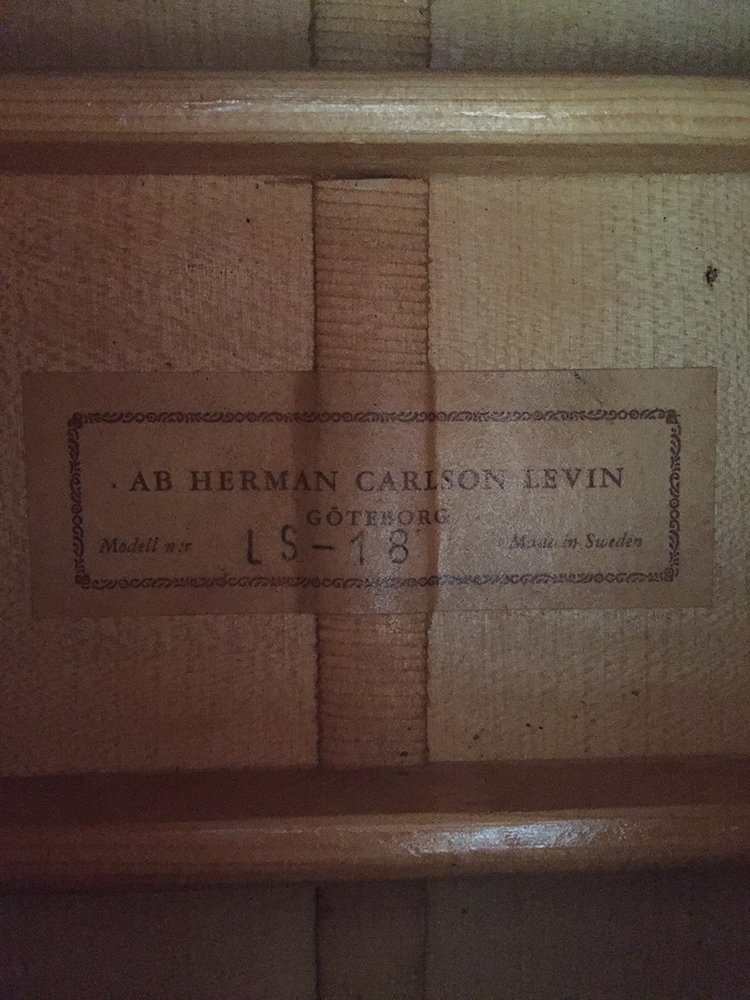 AB HERMAN CARLSON LEVIN
GÖTEBORG
Modell n:r LS-18 Made in Sweden